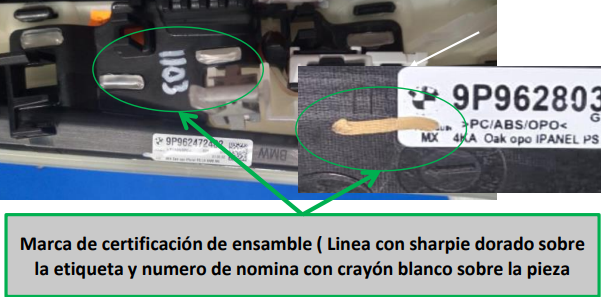 1103
9P962472402
BMW
9P962803
G
>PC/ABS/OPO<
MX 4KA Oak opo IPANEL PS
Marca de certificación de ensamble ( Linea con sharpie dorado sobre
la etiqueta y numero de nomina con crayón blanco sobre la pieza